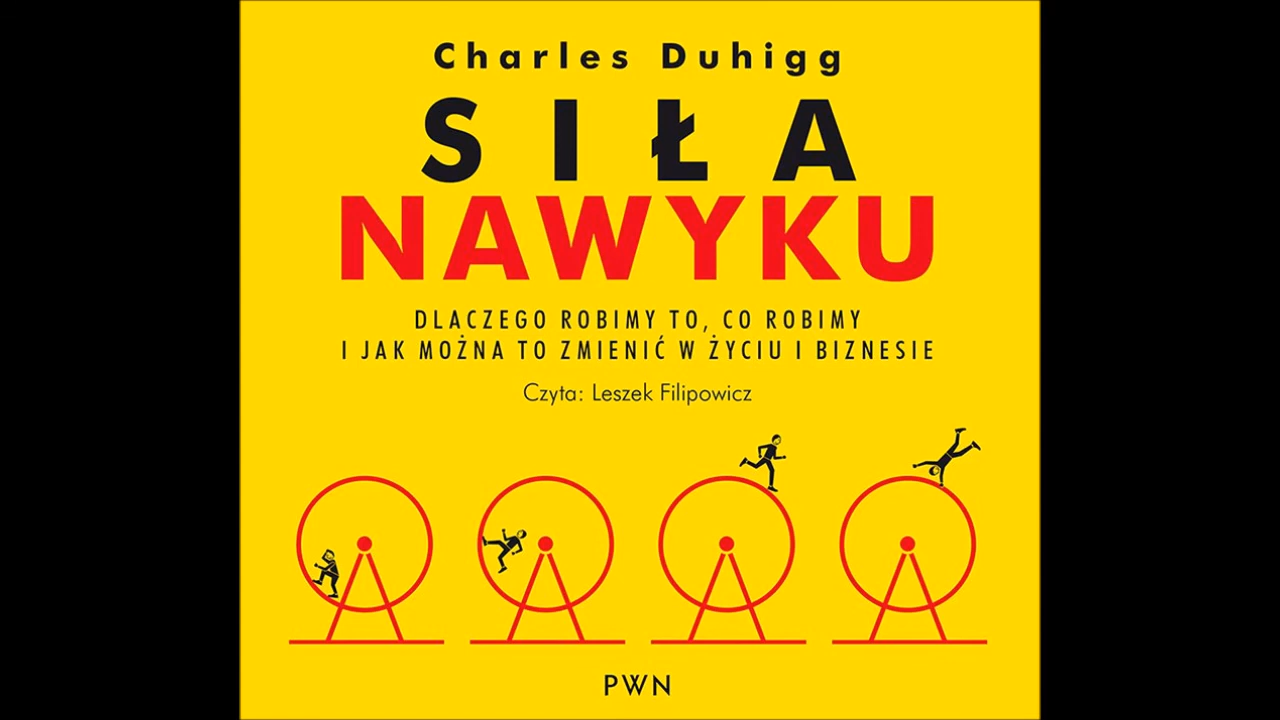 Charles Duhigg
SIŁA
NAWYKU
DLACZEGO ROBIMY TO, CO ROBIMY
I JAK MOŻNA TO ZMIENIĆ W ŻYCIU I BIZNESIE
Czyta: Leszek Filipowicz
PWN